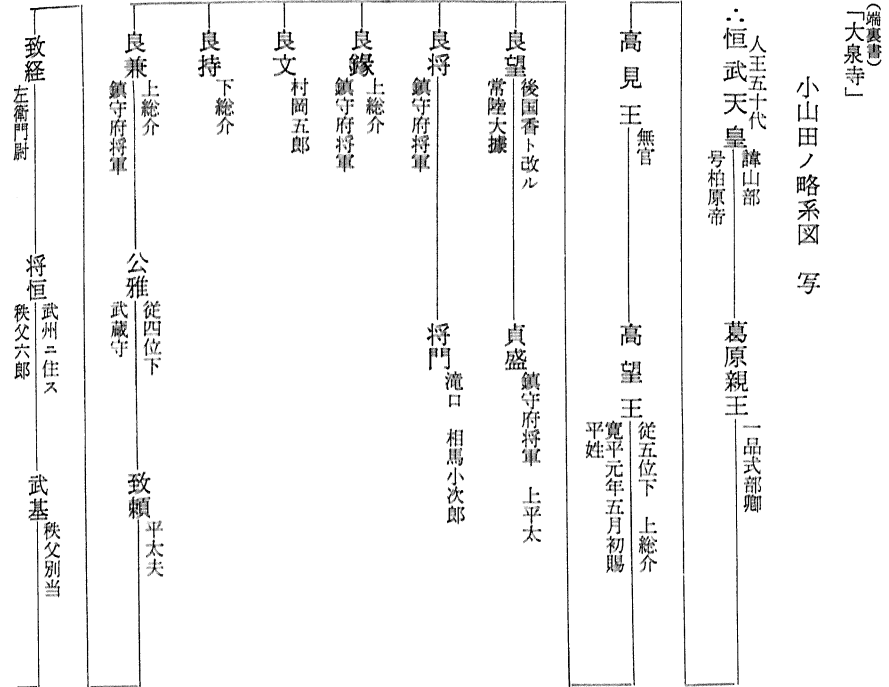 (端裏書)
「大泉寺」
小山田ノ略系図 写
人王五十代
∴恒武天皇
諱山部
号柏原帝
葛原親王
一品式部卿
高見王
無官
高望王
従五位下 上総介
寛平元年五月初賜
平姓
良望
後国香ト改ル
常陸大據
貞盛
鎮守府将軍 上平太
良将
鎮守府将軍
将門
滝口 相馬小次郎
良繇
上総介
鎮守府将軍
良文
村岡五郎
良持
下総介
良兼
上総介
鎮守府将軍
公雅
従四位下
武蔵守
致頼
平太夫
致経
左衛門尉
将恒
武州ニ住ス
秩父六郎
武基
秩父別当